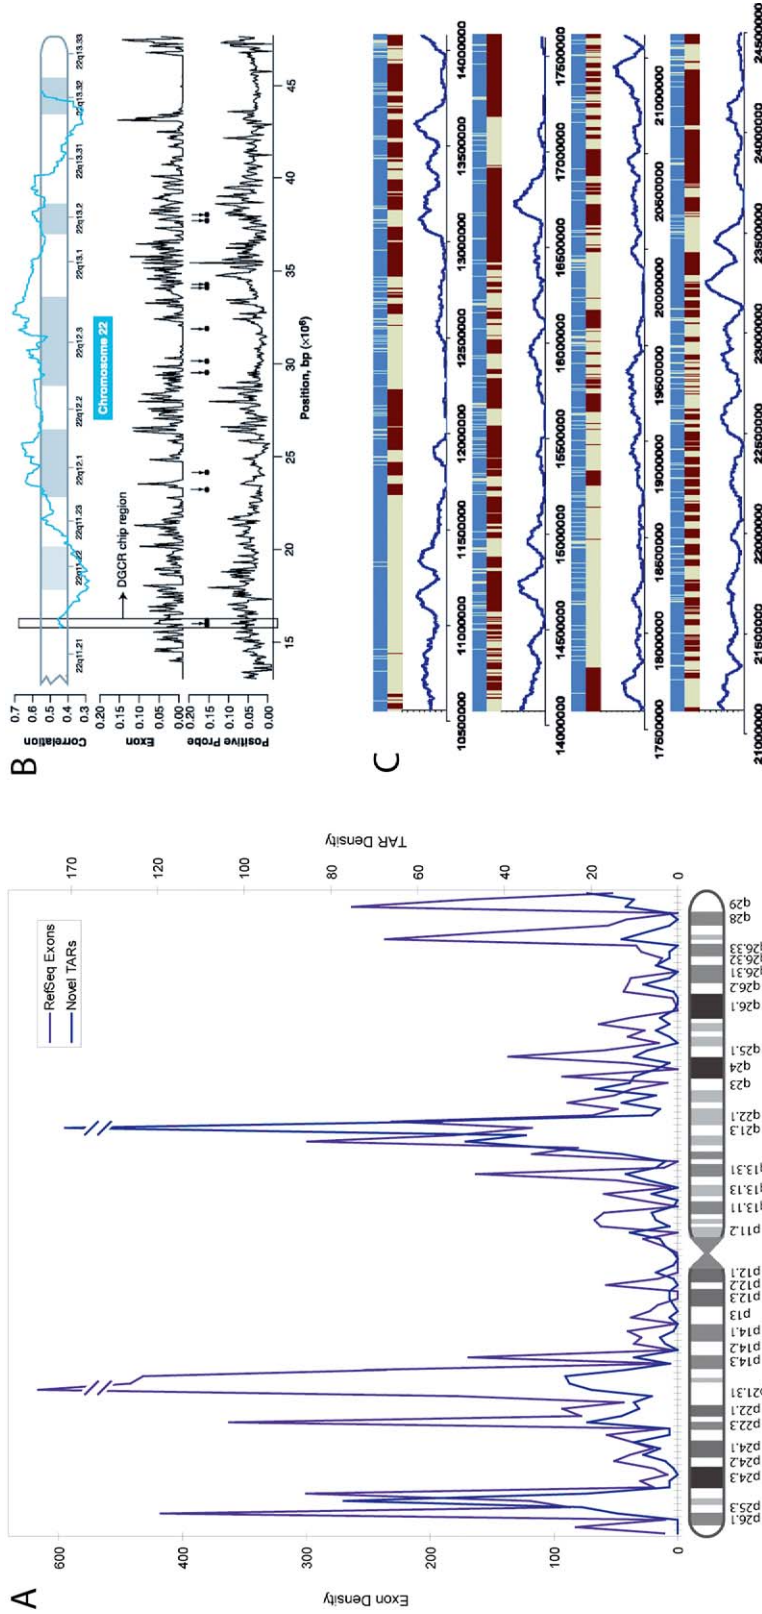 A
Exon Density
600
400
300
200
100
0
TAR Density
170
120
100
80
60
40
20
0
RefSeq Exons
Novel TARs
p26.1
p25.3
p24.3
p24.2
p24.1
p22.3
p22.1
p21.31
p14.3
p14.2
p14.1
p13
p12.3
p12.2
p12.1
p11.2
q13.11
q13.13
q13.31
q21.3
q22.1
q23
q24
q25.1
q26.1
q26.2
q26.31
q26.32
q26.33
q28
q29
B
Correlation
0.7
0.6
0.5
0.4
0.3
22q11.21
22q11.22
22q11.23
22q12.1
22q12.2
22q12.3
22q13.1
22q13.2
22q13.31
22q13.32
22q13.33
Chromosome 22
Exon
0.20
0.15
0.10
0.05
0.00
DGCR chip region
Positive Probe
0.20
0.15
0.10
0.05
0.00
15 20 25 30 35 40 45
Position, bp (×10⁶)
C
10500000 11000000 11500000 12000000 12500000 13000000 13500000 14000000
14000000 14500000 15000000 15500000 16000000 16500000 17000000 17500000
17500000 18000000 18500000 19000000 19500000 20000000 20500000 21000000
21000000 21500000 22000000 22500000 23000000 23500000 24000000 24500000